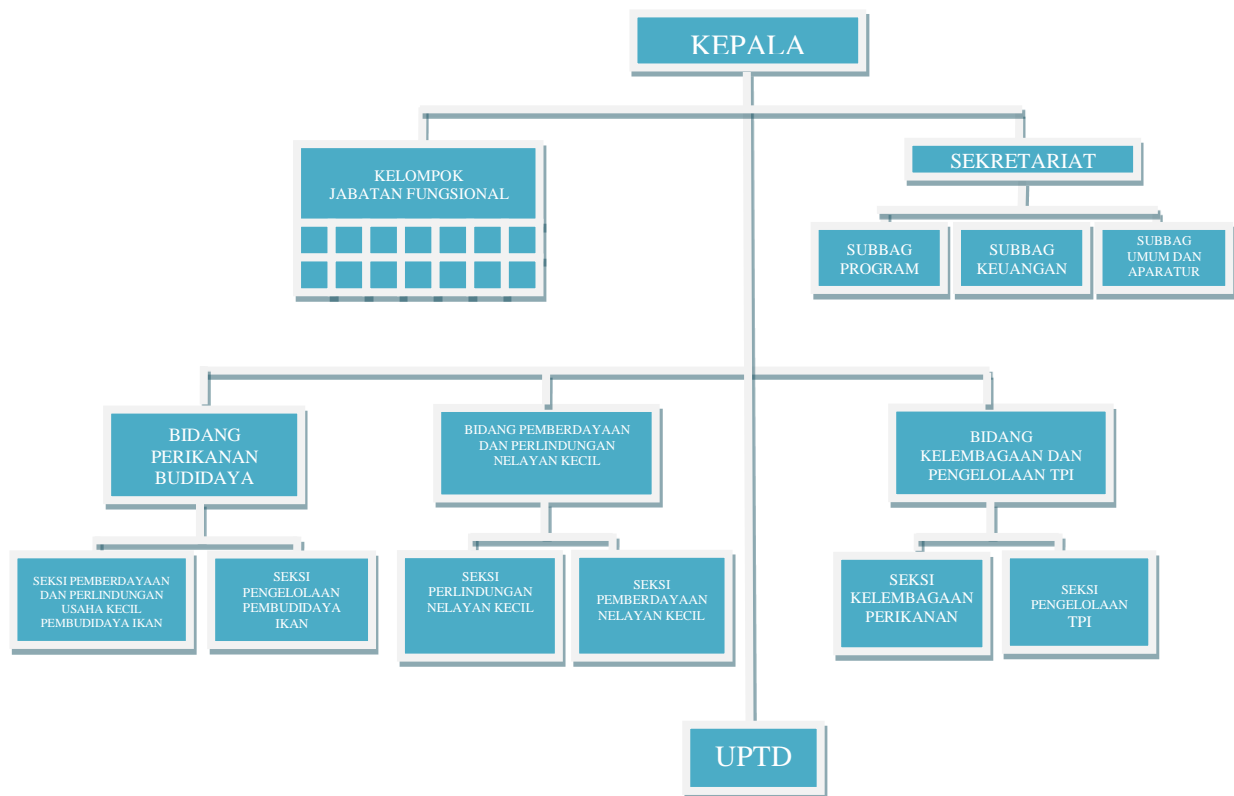 KEPALA
KELOMPOK
JABATAN FUNGSIONAL
SEKRETARIAT
SUBBAG
PROGRAM
SUBBAG
KEUANGAN
SUBBAG
UMUM DAN
APARATUR
BIDANG
PERIKANAN
BUDIDAYA
BIDANG PEMBERDAYAAN
DAN PERLINDUNGAN
NELAYAN KECIL
BIDANG
KELEMBAGAAN DAN
PENGELOLAAN TPI
SEKSI PEMBERDAYAAN
DAN PERLINDUNGAN
USAHA KECIL
PEMBUDIDAYA IKAN
SEKSI
PENGELOLAAN
PEMBUDIDAYA
IKAN
SEKSI
PERLINDUNGAN
NELAYAN KECIL
SEKSI
PEMBERDAYAAN
NELAYAN KECIL
SEKSI
KELEMBAGAAN
PERIKANAN
SEKSI
PENGELOLAAN
TPI
UPTD